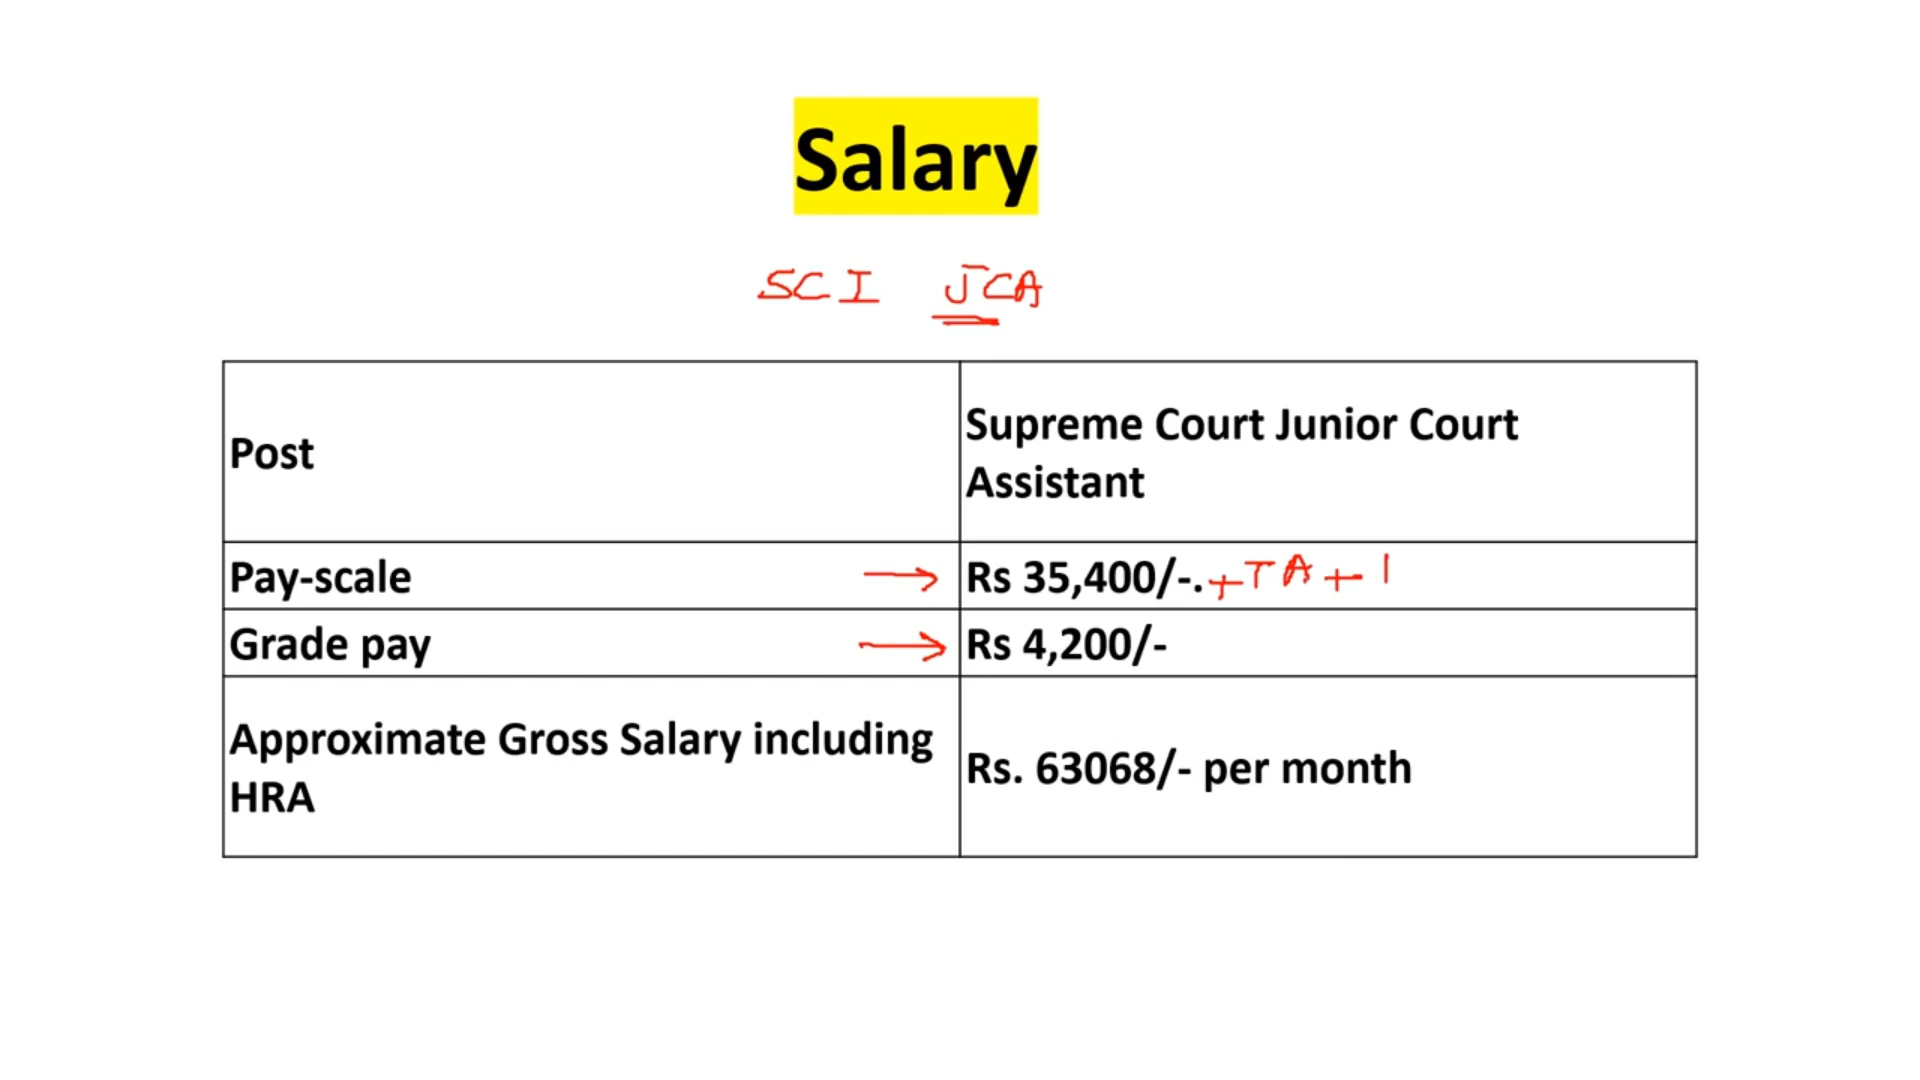 Salary
SCI JCA
Post
Supreme Court Junior Court
Assistant
Pay-scale
Rs 35,400/-.+TA+
Grade pay
Rs 4,200/-
Approximate Gross Salary including
HRA
Rs. 63068/- per month